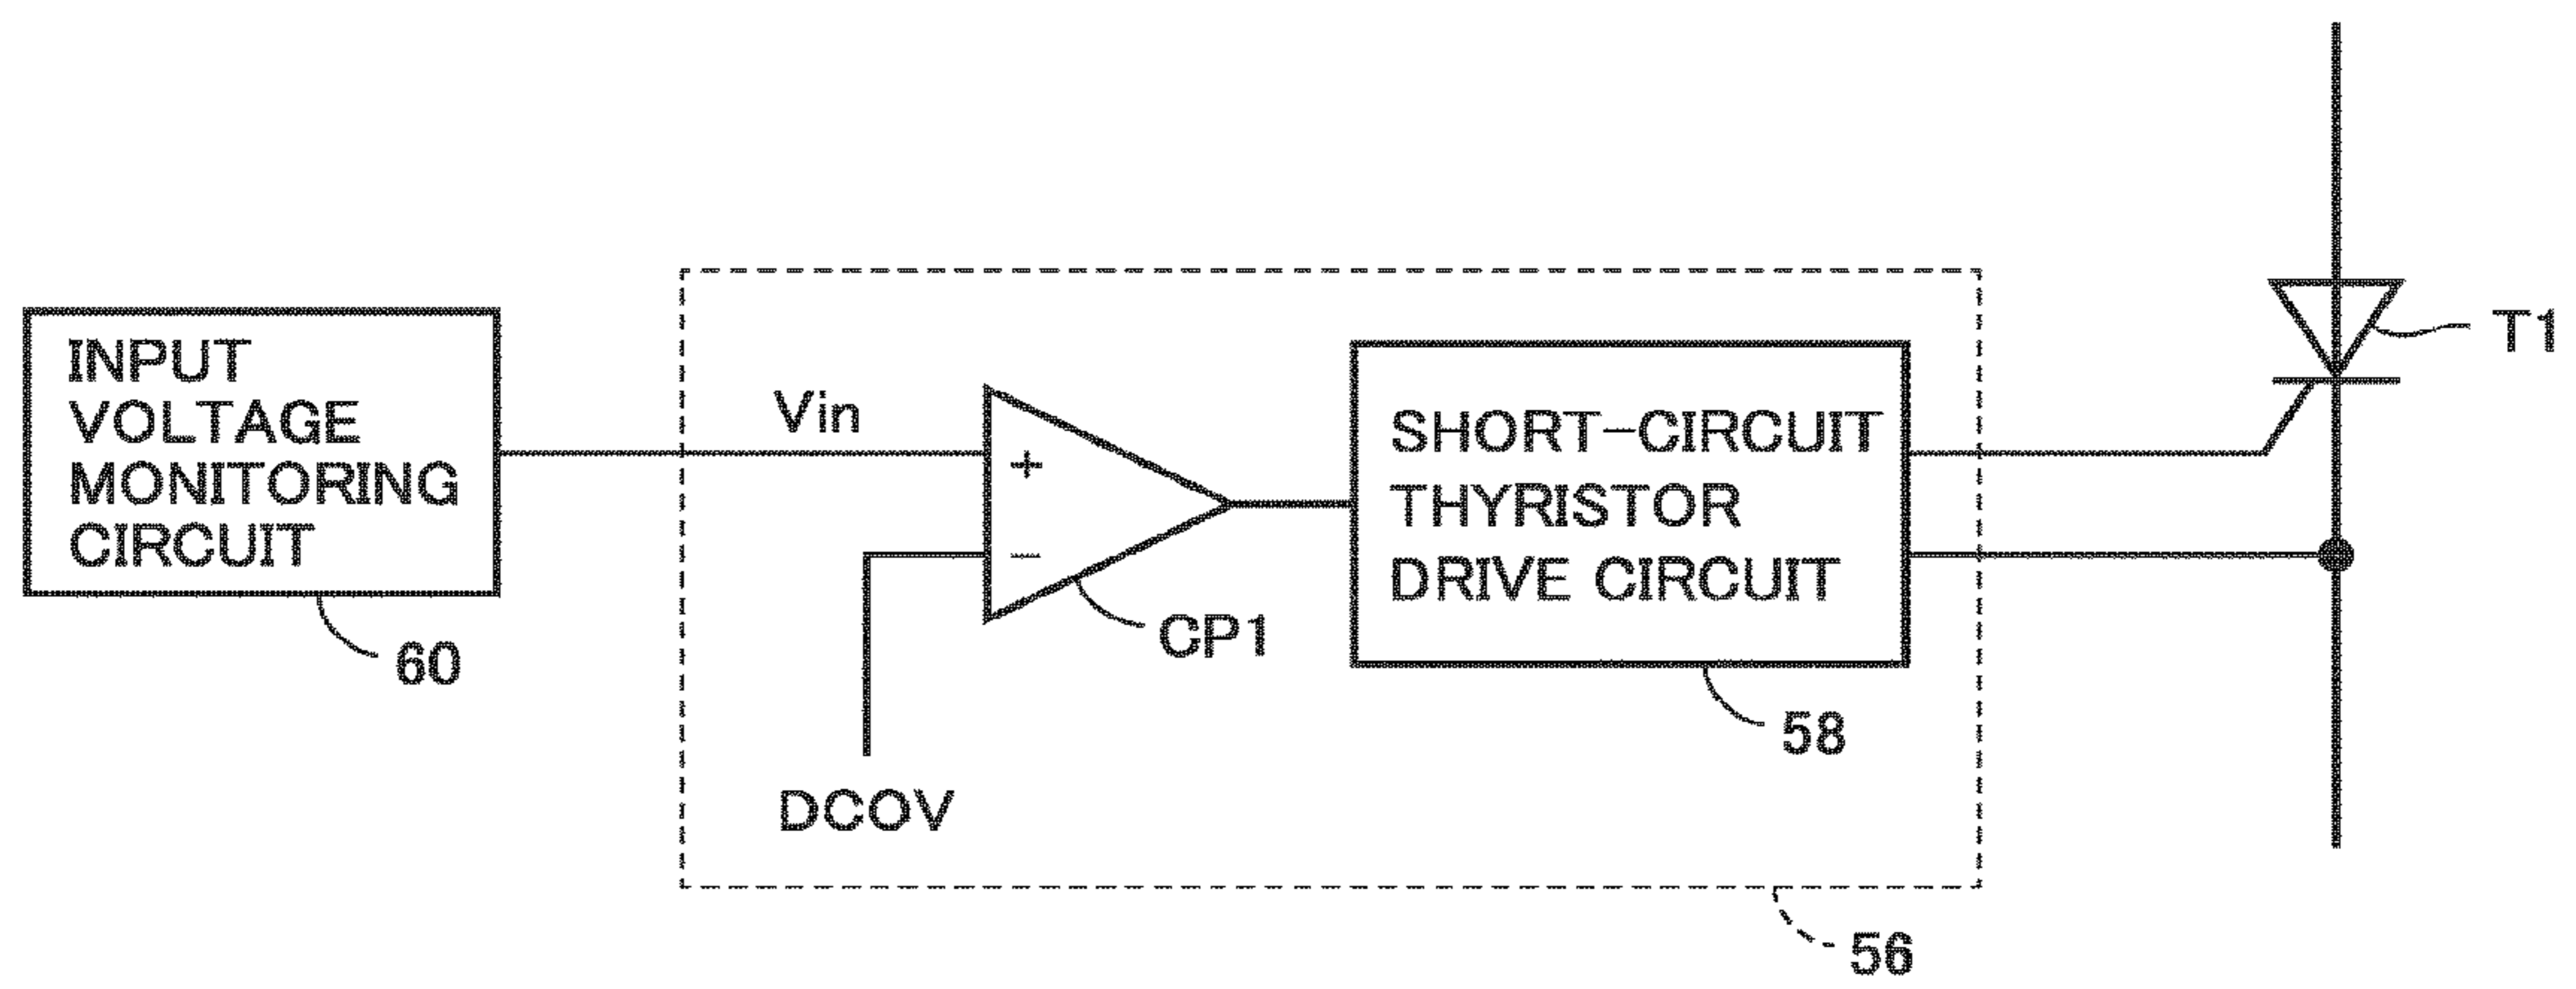 INPUT
VOLTAGE
MONITORING
CIRCUIT
60
Vin
+
−
DCOV
CP1
SHORT-CIRCUIT
THYRISTOR
DRIVE CIRCUIT
58
56
T1